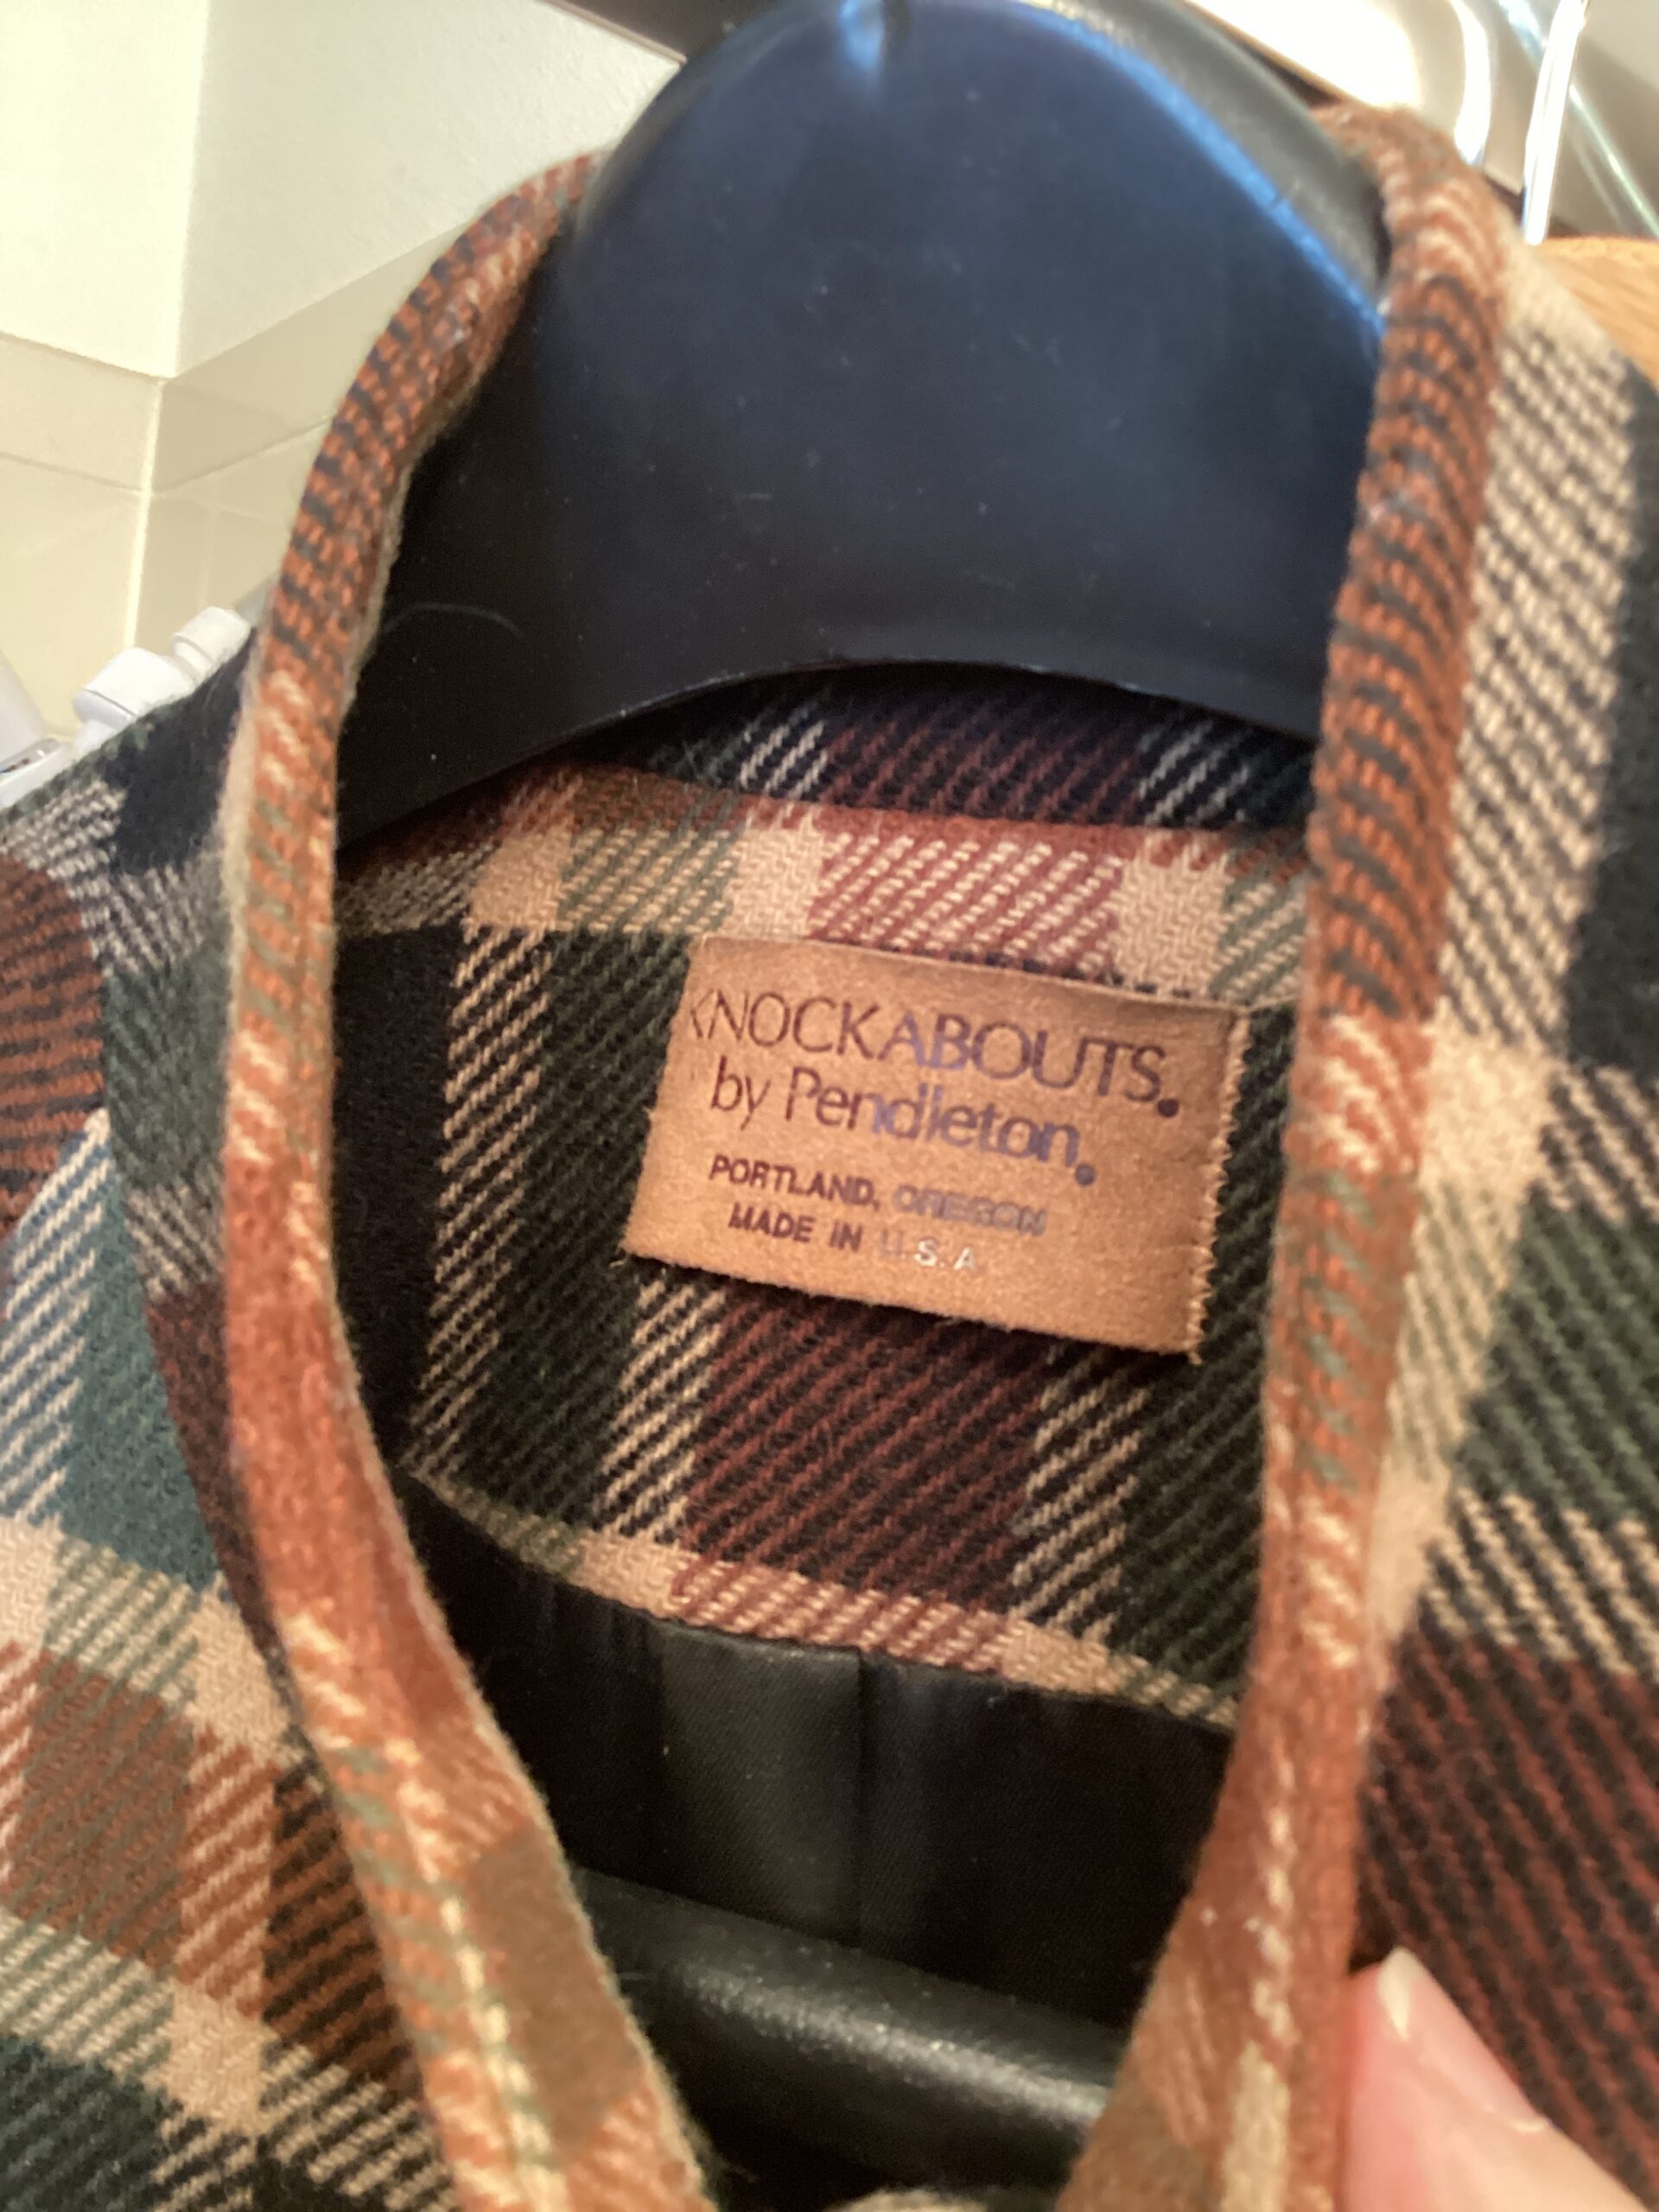 KNOCKABOUTS®
by Pendleton®
PORTLAND, OREGON
MADE IN U.S.A.